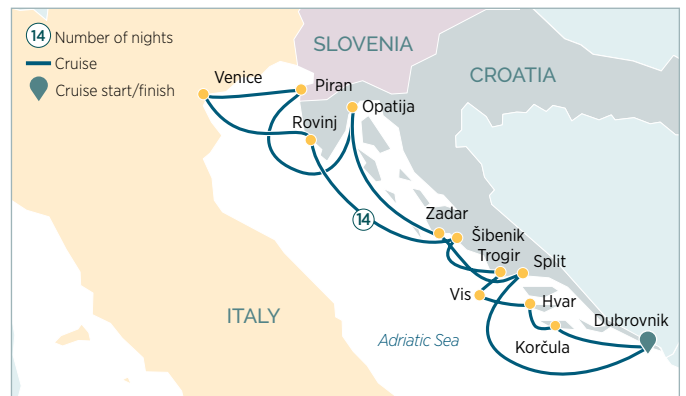 14 Number of nights
Cruise
Cruise start/finish
SLOVENIA
CROATIA
Venice
Piran
Opatija
Rovinj
14
Zadar
Šibenik
Trogir
Split
Vis
Hvar
Dubrovnik
ITALY
Adriatic Sea
Korčula